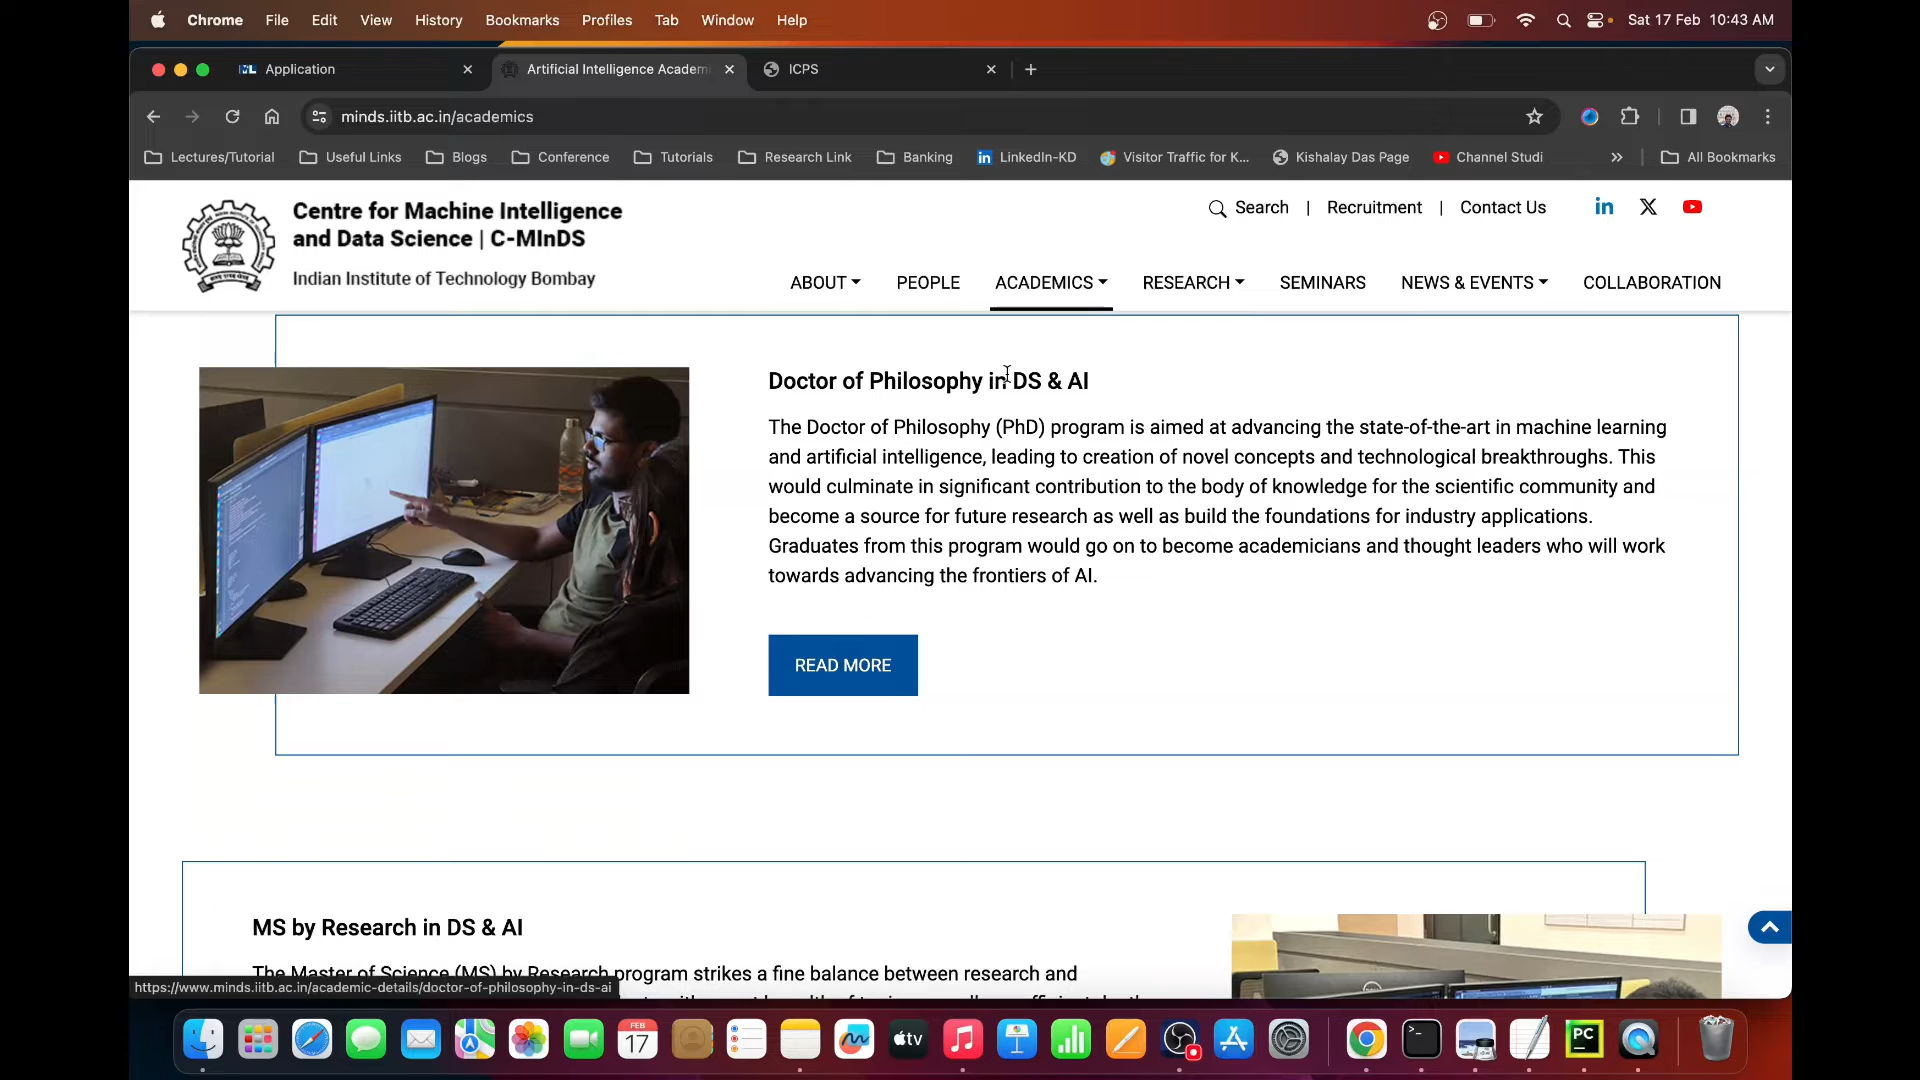 Chrome File Edit View History Bookmarks Profiles Tab Window Help Sat 17 Feb 10:43 AM
Application Artificial Intelligence Academ ICPS
minds.iitb.ac.in/academics
Lectures/Tutorial Useful Links Blogs Conference Tutorials Research Link Banking LinkedIn-KD Visitor Traffic for K... Kishalay Das Page Channel Studi » All Bookmarks
Centre for Machine Intelligence
and Data Science | C-MInDS
Indian Institute of Technology Bombay
Search | Recruitment | Contact Us
ABOUT PEOPLE ACADEMICS RESEARCH SEMINARS NEWS & EVENTS COLLABORATION
Doctor of Philosophy in DS & AI
The Doctor of Philosophy (PhD) program is aimed at advancing the state-of-the-art in machine learning
and artificial intelligence, leading to creation of novel concepts and technological breakthroughs. This
would culminate in significant contribution to the body of knowledge for the scientific community and
become a source for future research as well as build the foundations for industry applications.
Graduates from this program would go on to become academicians and thought leaders who will work
towards advancing the frontiers of AI.
READ MORE
MS by Research in DS & AI
The Master of Science (MS) by Research program strikes a fine balance between research and
https://www.minds.iitb.ac.in/academic-details/doctor-of-philosophy-in-ds-ai
FEB
17
tv
PC